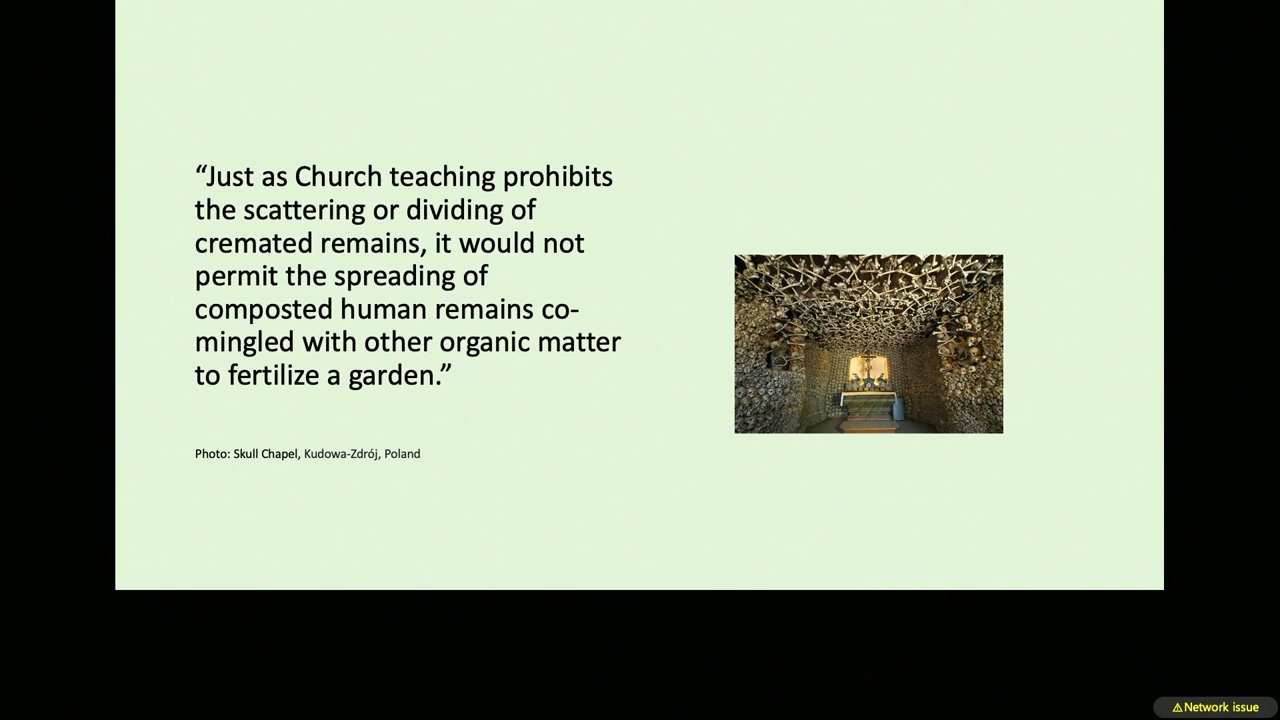 “Just as Church teaching prohibits
the scattering or dividing of
cremated remains, it would not
permit the spreading of
composted human remains co-
mingled with other organic matter
to fertilize a garden.”
Photo: Skull Chapel, Kudowa-Zdrój, Poland
⚠Network issue